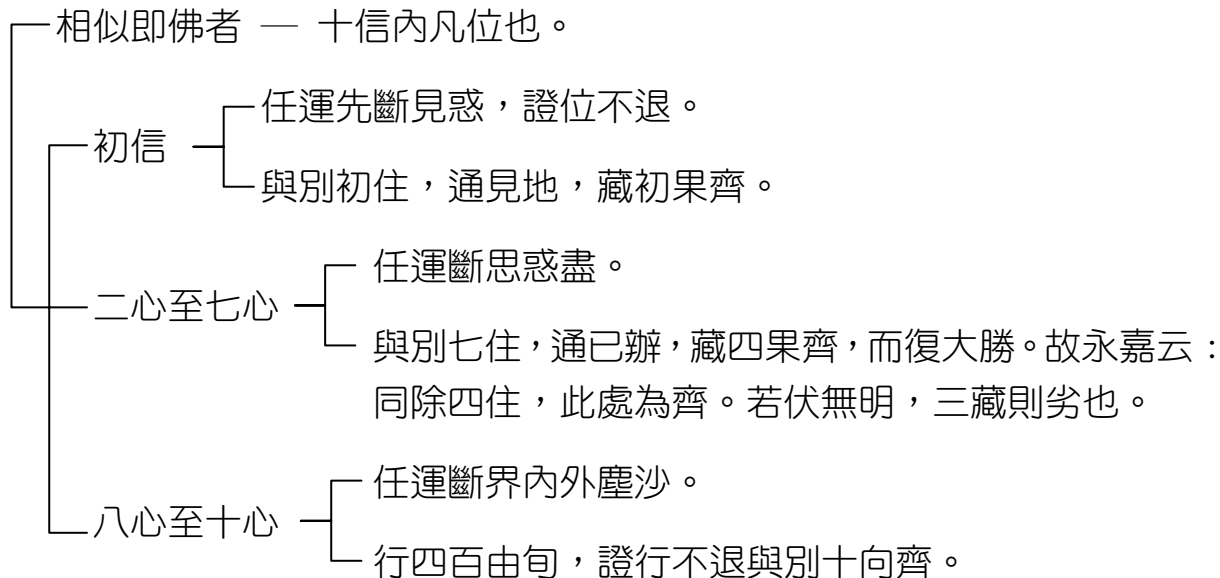 相似即佛者 — 十信內凡位也。
初信
任運先斷見惑，證位不退。
與別初住，通見地，藏初果齊。
二心至七心
任運斷思惑盡。
與別七住，通已辦，藏四果齊，而復大勝。故永嘉云：
同除四住，此處為齊。若伏無明，三藏則劣也。
八心至十心
任運斷界內外塵沙。
行四百由旬，證行不退與別十向齊。